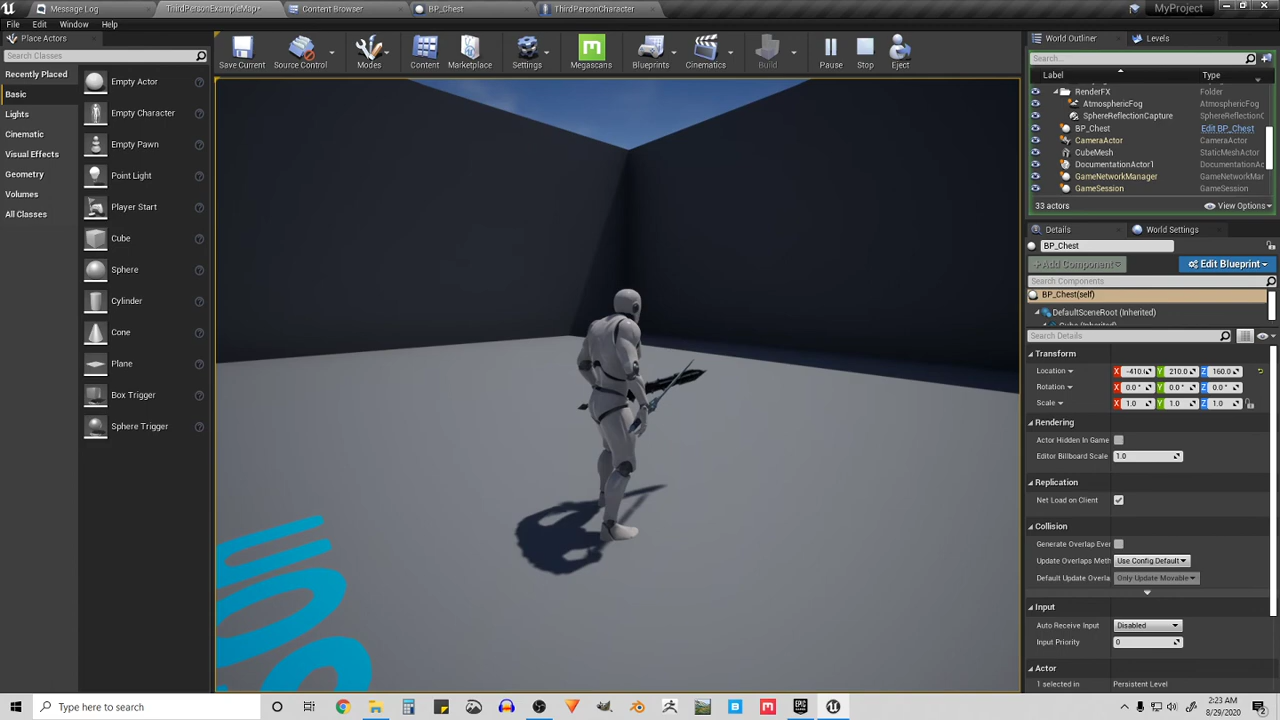 Message Log
ThirdPersonExampleMap*
Content Browser
BP_Chest
ThirdPersonCharacter
MyProject
File
Edit
Window
Help
Place Actors
Search Classes
Recently Placed
Basic
Lights
Cinematic
Visual Effects
Geometry
Volumes
All Classes
Empty Actor
Empty Character
Empty Pawn
Point Light
Player Start
Cube
Sphere
Cylinder
Cone
Plane
Box Trigger
Sphere Trigger
Save Current
Source Control
Modes
Content
Marketplace
Settings
Megascans
Blueprints
Cinematics
Build
Pause
Stop
Eject
World Outliner
Levels
Search...
Label
Type
RenderFX
Folder
AtmosphericFog
AtmosphericFog
SphereReflectionCapture
SphereReflectionC
BP_Chest
Edit BP_Chest
CameraActor
CameraActor
CubeMesh
StaticMeshActor
DocumentationActor1
DocumentationAc
GameNetworkManager
GameNetworkMar
GameSession
GameSession
33 actors
View Options
Details
World Settings
BP_Chest
+Add Component
Edit Blueprint
Search Components
BP_Chest(self)
DefaultSceneRoot (Inherited)
Search Details
Transform
Location
X -410.0
Y 210.0
Z 160.0
Rotation
X 0.0 °
Y 0.0 °
Z 0.0 °
Scale
X 1.0
Y 1.0
Z 1.0
Rendering
Actor Hidden In Game
Editor Billboard Scale
1.0
Replication
Net Load on Client
Collision
Generate Overlap Ever
Update Overlaps Meth
Use Config Default
Default Update Overla
Only Update Movable
Input
Auto Receive Input
Disabled
Input Priority
0
Actor
1 selected in
Persistent Level
Type here to search
2:23 AM
8/29/2020